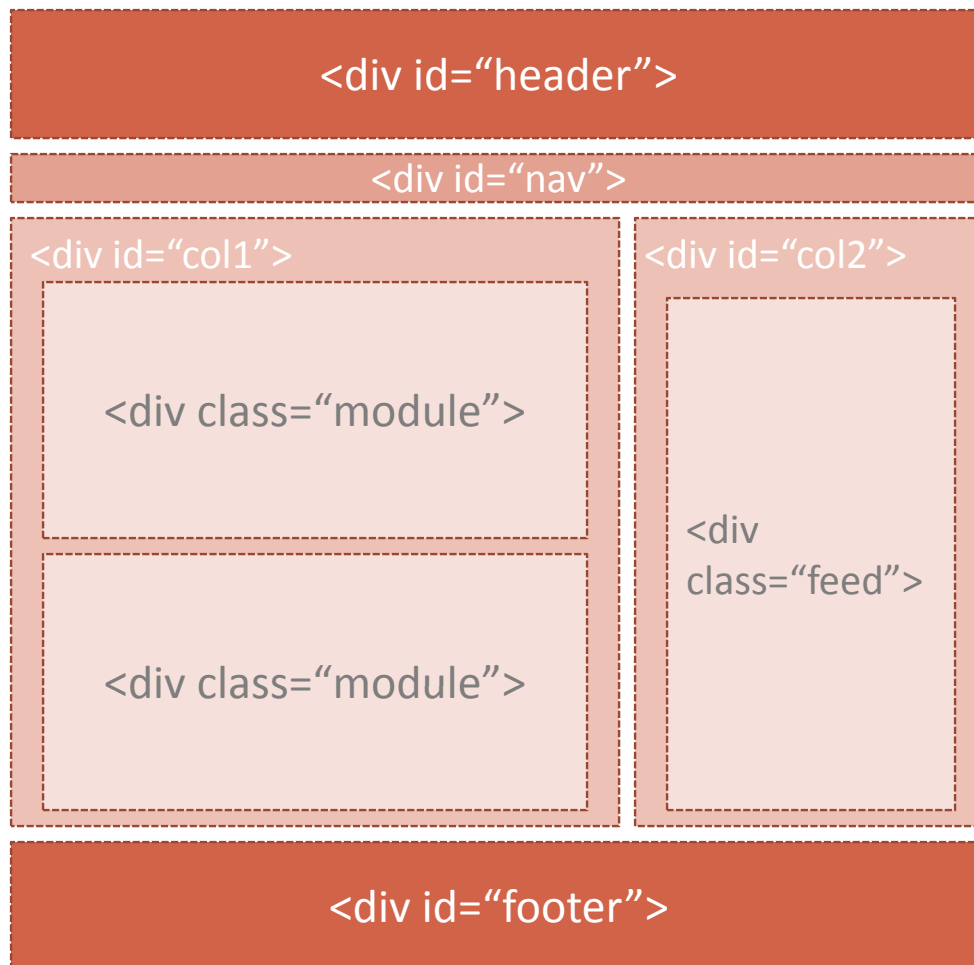 <div id=“header”>
<div id=“nav”>
<div id=“col1”>
<div class=“module”>
<div class=“module”>
<div id=“col2”>
<div
class=“feed”>
<div id=“footer”>